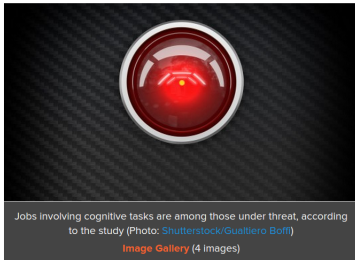 Jobs involving cognitive tasks are among those under threat, according
to the study (Photo: Shutterstock/Gualtiero Boffi)
Image Gallery (4 images)